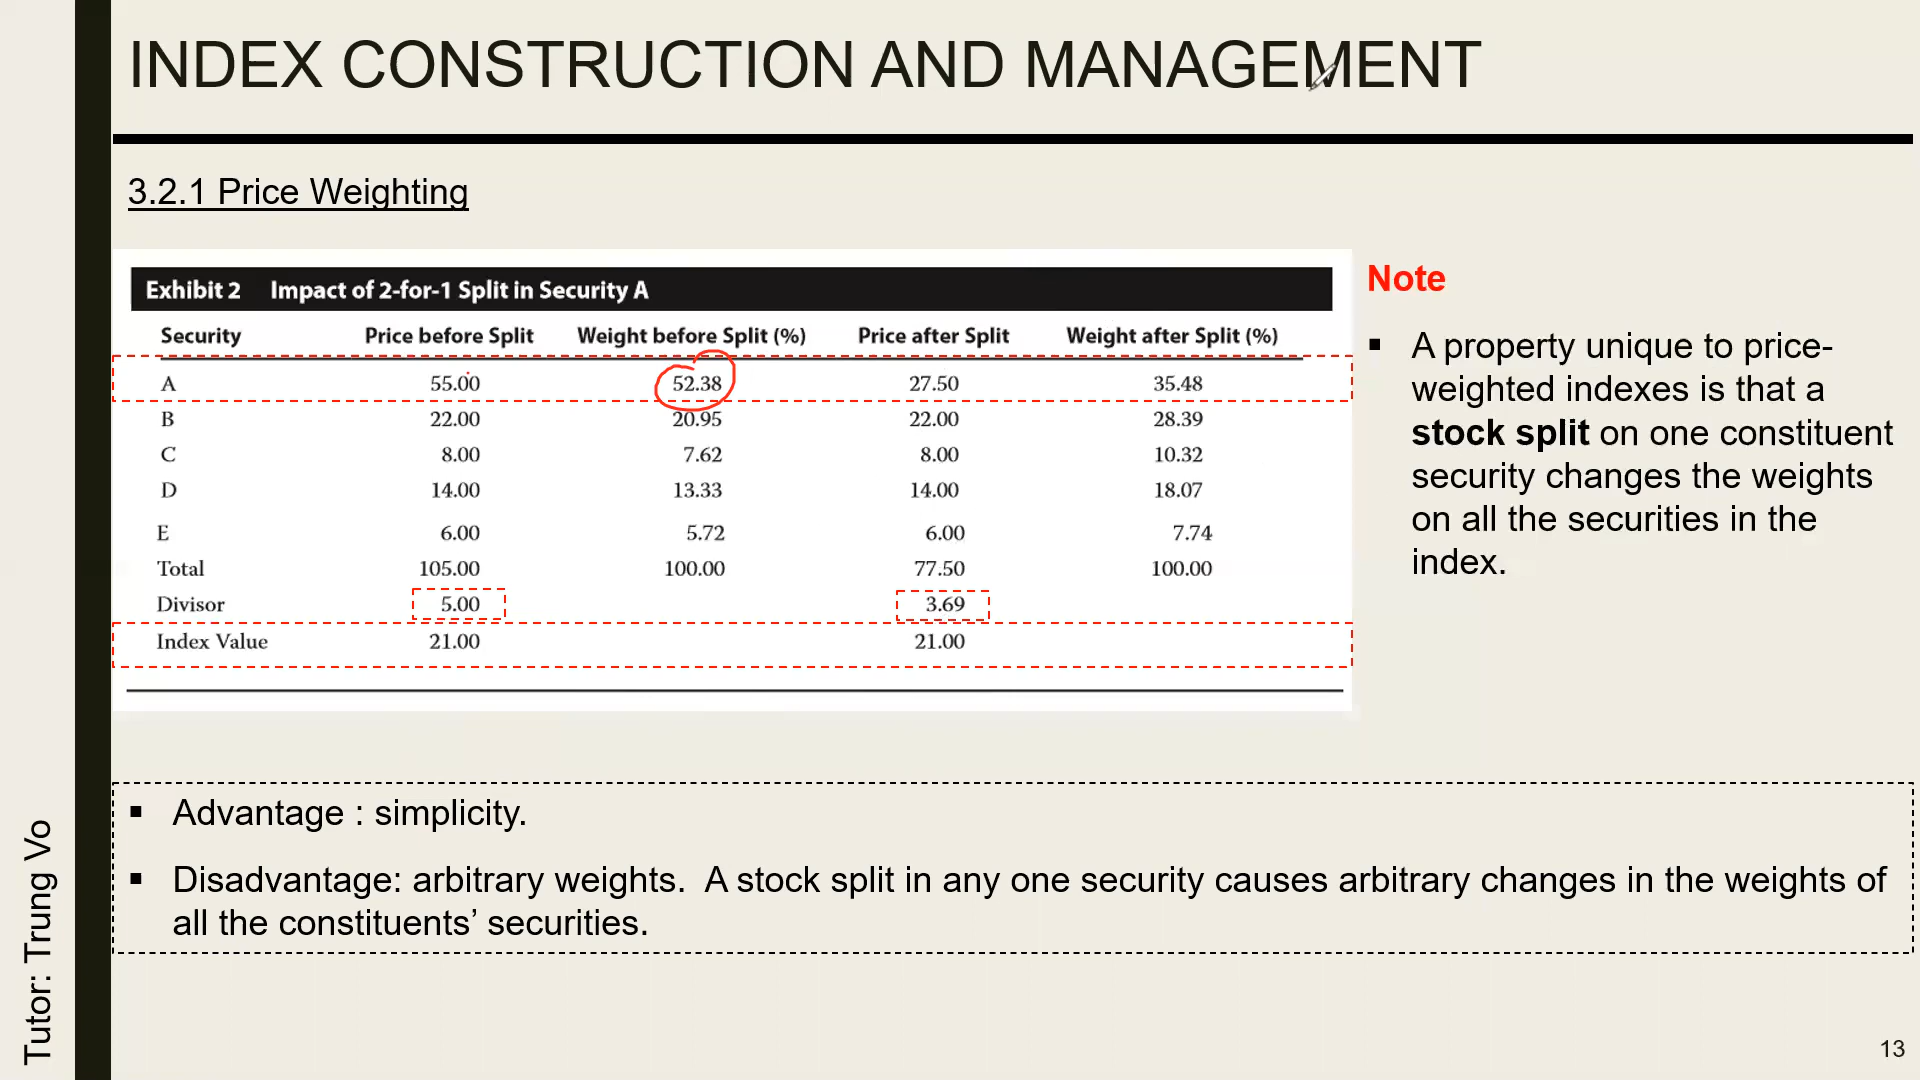 INDEX CONSTRUCTION AND MANAGEMENT
3.2.1 Price Weighting
Exhibit 2 Impact of 2-for-1 Split in Security A
Security Price before Split Weight before Split (%) Price after Split Weight after Split (%)
A 55.00 52.38 27.50 35.48
B 22.00 20.95 22.00 28.39
C 8.00 7.62 8.00 10.32
D 14.00 13.33 14.00 18.07
E 6.00 5.72 6.00 7.74
Total 105.00 100.00 77.50 100.00
Divisor 5.00 3.69
Index Value 21.00 21.00
Note
▪ A property unique to price-
weighted indexes is that a
stock split on one constituent
security changes the weights
on all the securities in the
index.
▪ Advantage : simplicity.
▪ Disadvantage: arbitrary weights. A stock split in any one security causes arbitrary changes in the weights of
all the constituents’ securities.
Tutor: Trung Vo
13